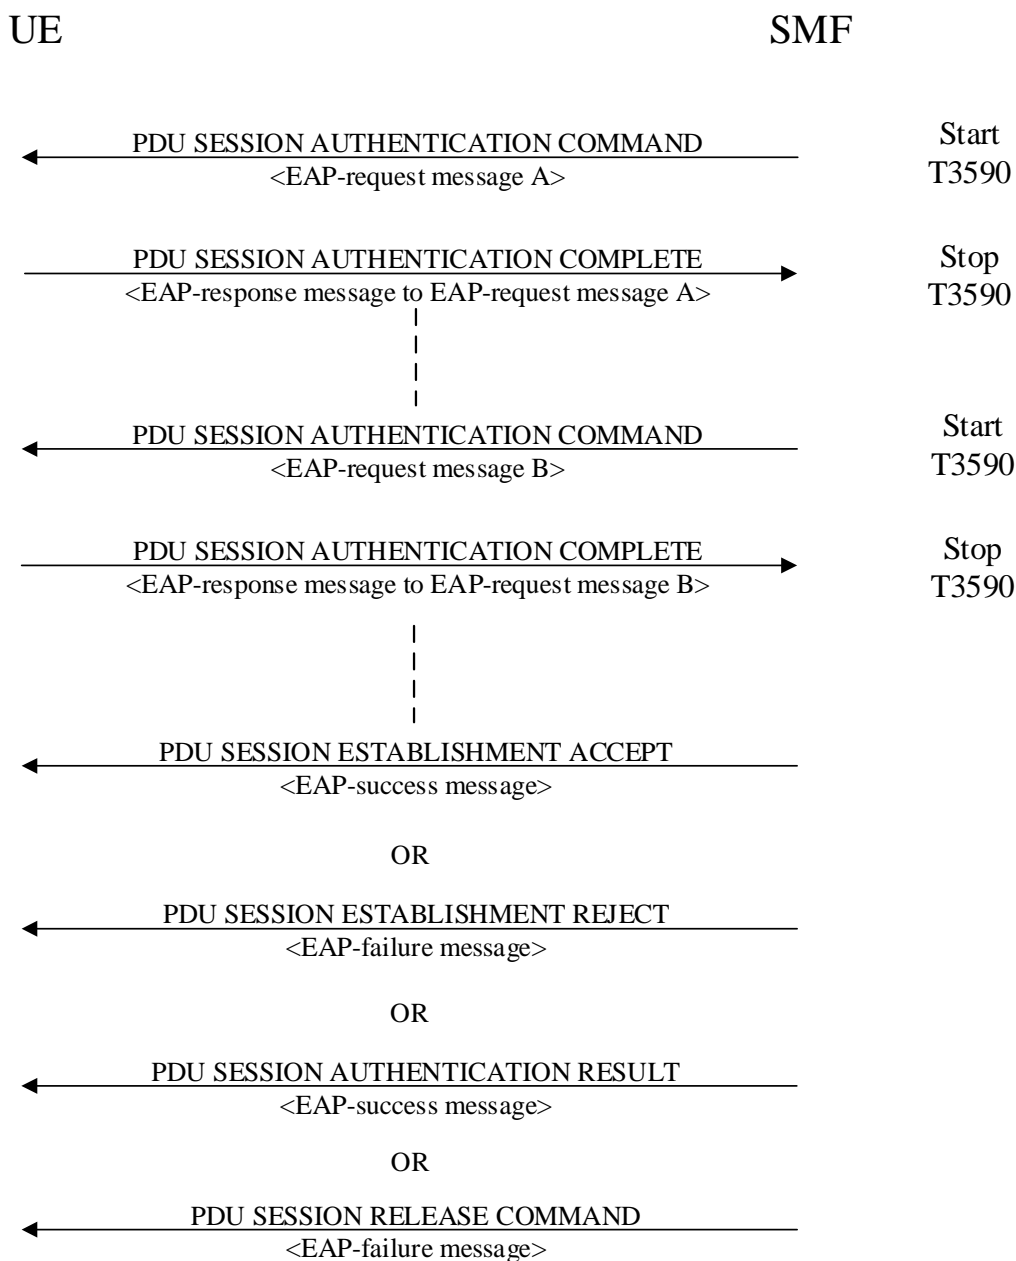 UE
SMF
PDU SESSION AUTHENTICATION COMMAND
<EAP-request message A>
Start
T3590
PDU SESSION AUTHENTICATION COMPLETE
<EAP-response message to EAP-request message A>
Stop
T3590
PDU SESSION AUTHENTICATION COMMAND
<EAP-request message B>
Start
T3590
PDU SESSION AUTHENTICATION COMPLETE
<EAP-response message to EAP-request message B>
Stop
T3590
PDU SESSION ESTABLISHMENT ACCEPT
<EAP-success message>
OR
PDU SESSION ESTABLISHMENT REJECT
<EAP-failure message>
OR
PDU SESSION AUTHENTICATION RESULT
<EAP-success message>
OR
PDU SESSION RELEASE COMMAND
<EAP-failure message>